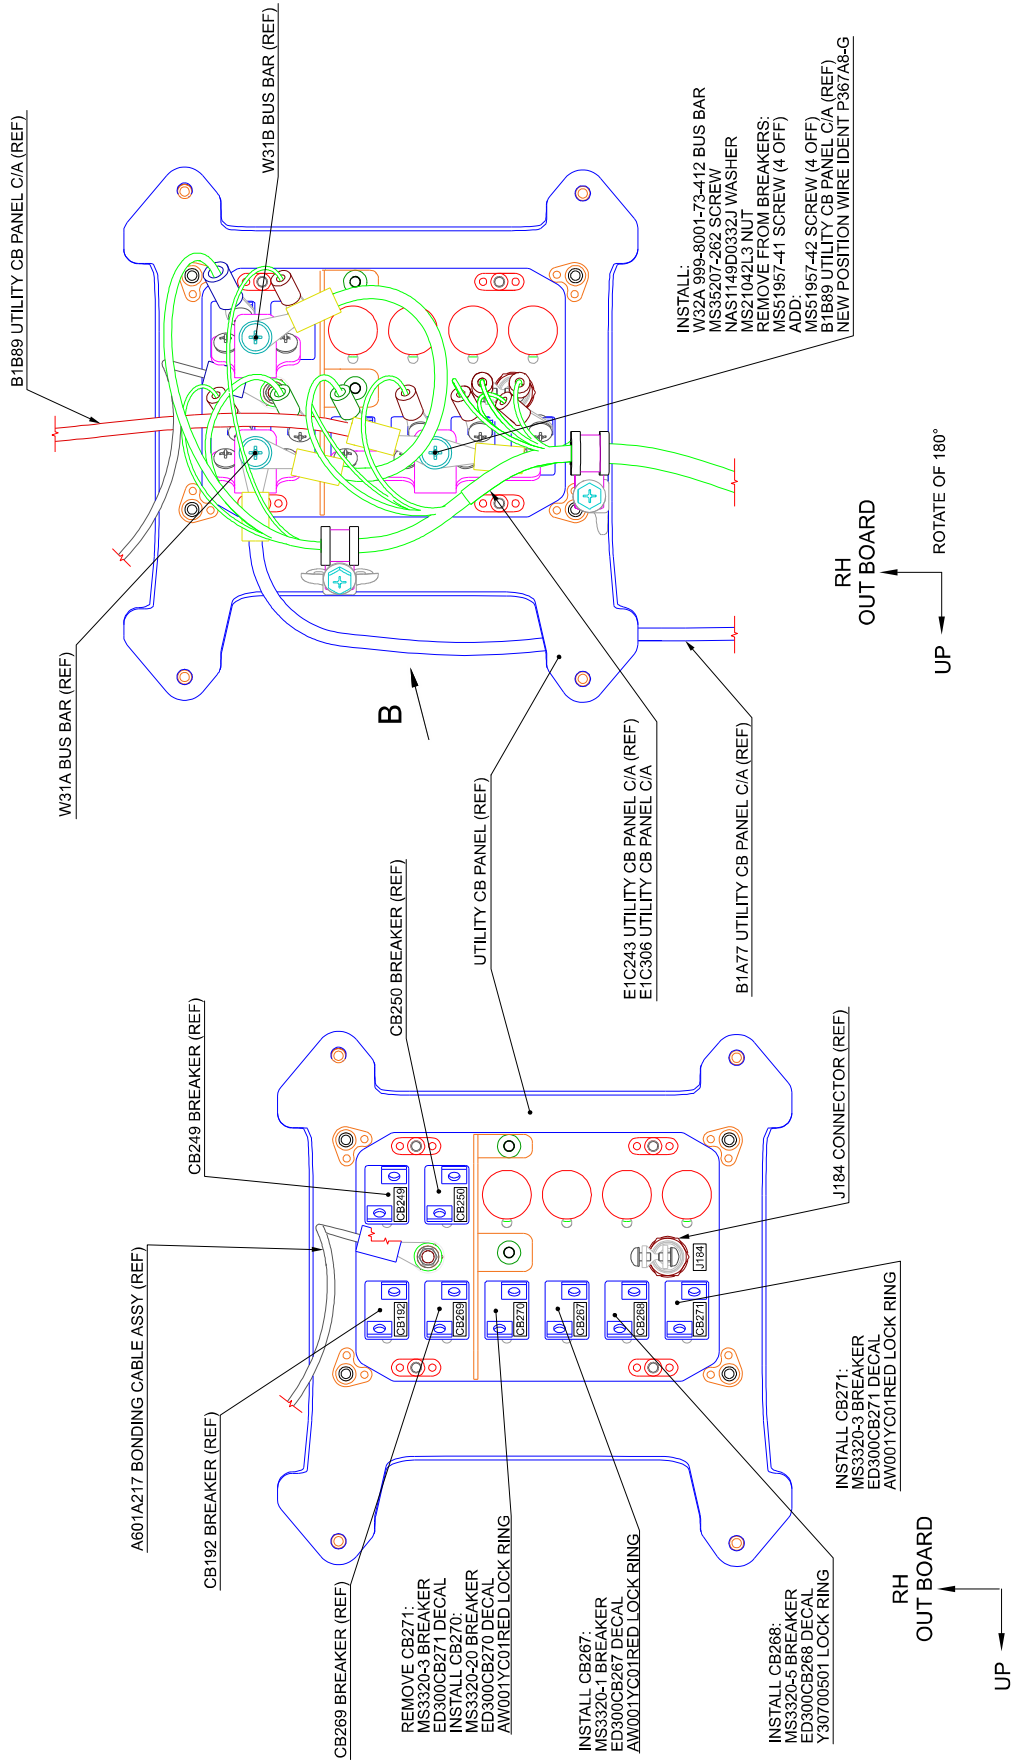 A601A217 BONDING CABLE ASSY (REF)
CB249 BREAKER (REF)
CB192 BREAKER (REF)
CB250 BREAKER (REF)
CB269 BREAKER (REF)
REMOVE CB271:
MS3320-3 BREAKER
ED300CB271 DECAL
INSTALL CB270:
MS3320-20 BREAKER
ED300CB270 DECAL
AW001YC01RED LOCK RING
INSTALL CB267:
MS3320-1 BREAKER
ED300CB267 DECAL
AW001YC01RED LOCK RING
INSTALL CB268:
MS3320-5 BREAKER
ED300CB268 DECAL
Y30700501 LOCK RING
INSTALL CB271:
MS3320-3 BREAKER
ED300CB271 DECAL
AW001YC01RED LOCK RING
J184 CONNECTOR (REF)
UTILITY CB PANEL (REF)
CB249
CB250
CB192
CB269
CB270
CB267
CB268
CB271
J184
RH
OUT BOARD
UP
B1B89 UTILITY CB PANEL C/A (REF)
W31B BUS BAR (REF)
W31A BUS BAR (REF)
B
E1C243 UTILITY CB PANEL C/A (REF)
E1C306 UTILITY CB PANEL C/A
B1A77 UTILITY CB PANEL C/A (REF)
INSTALL:
W32A 999-8001-73-412 BUS BAR
MS35207-262 SCREW
NAS1149D0332J WASHER
MS21042L3 NUT
REMOVE FROM BREAKERS:
MS51957-41 SCREW (4 OFF)
ADD:
MS51957-42 SCREW (4 OFF)
B1B89 UTILITY CB PANEL C/A (REF)
NEW POSITION WIRE IDENT P367A8-G
RH
OUT BOARD
UP
ROTATE OF 180°